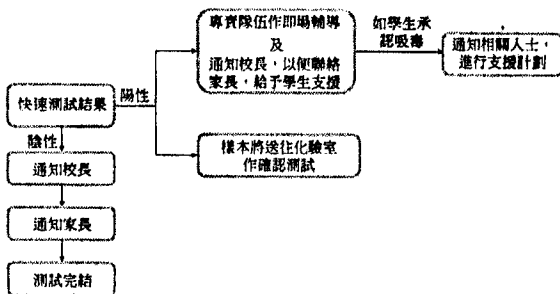 專責隊伍作即場輔導
及
通知校長，以便聯絡
家長，給予學生支援
如學生承
認吸毒
通知相關人士，
進行支援計劃
快速測試結果
陽性
陰性
樣本將送往化驗室
作確認測試
通知校長
通知家長
測試完結